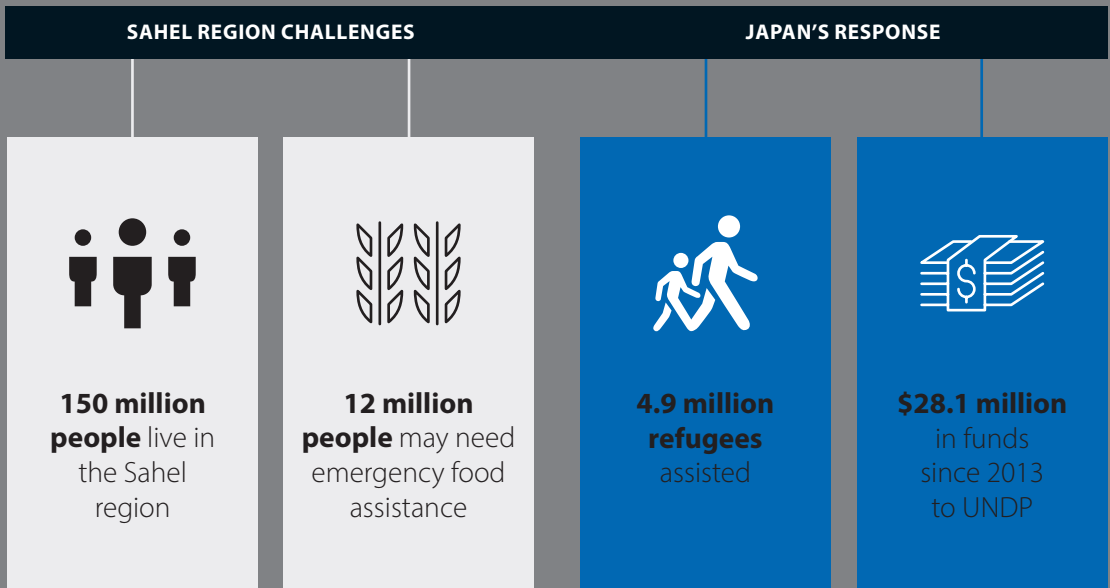 SAHEL REGION CHALLENGES
JAPAN'S RESPONSE
150 million
people live in
the Sahel
region
12 million
people may need
emergency food
assistance
4.9 million
refugees
assisted
$
$28.1 million
in funds
since 2013
to UNDP